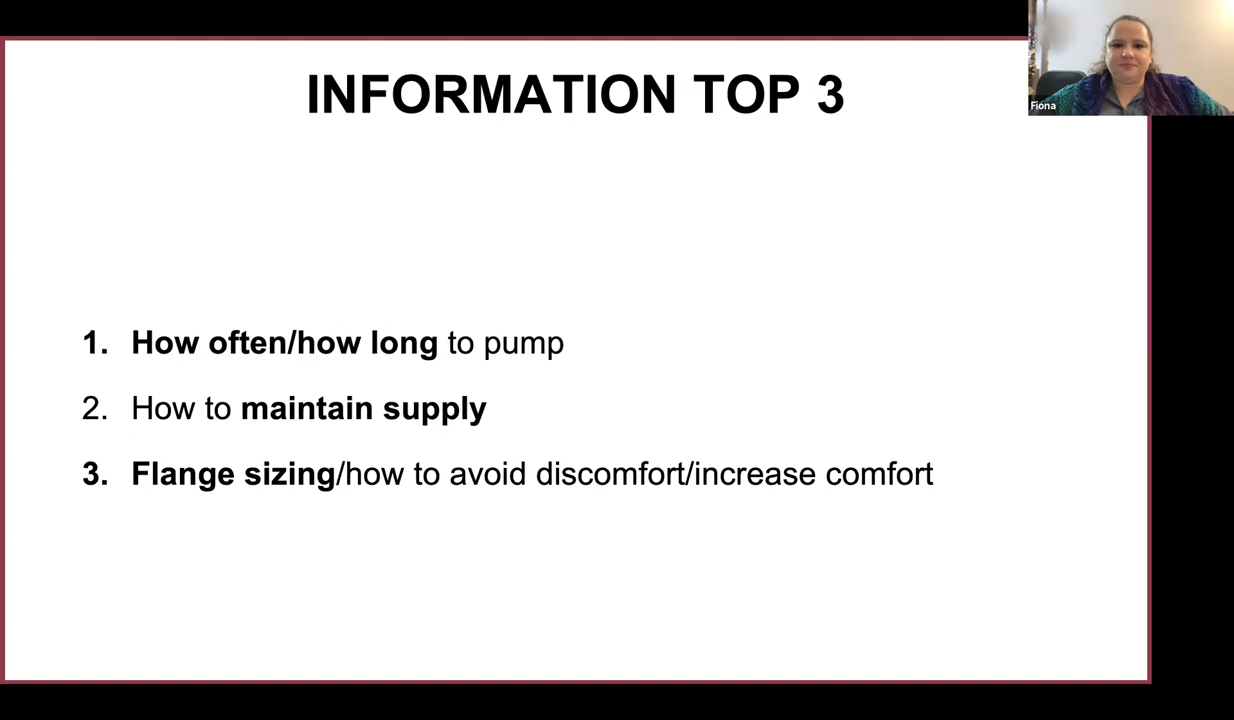 INFORMATION TOP 3
Fiona
1. How often/how long to pump
2. How to maintain supply
3. Flange sizing/how to avoid discomfort/increase comfort